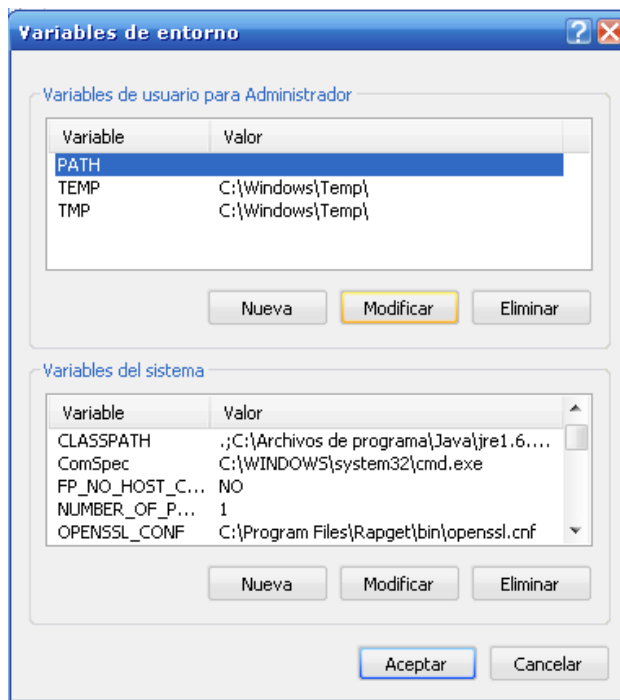 Variables de entorno
Variables de usuario para Administrador
Variable Valor
PATH
TEMP C:\Windows\Temp\
TMP C:\Windows\Temp\
Nueva Modificar Eliminar
Variables del sistema
Variable Valor
CLASSPATH .;C:\Archivos de programa\Java\jre1.6....
ComSpec C:\WINDOWS\system32\cmd.exe
FP_NO_HOST_C... NO
NUMBER_OF_P... 1
OPENSSL_CONF C:\Program Files\Rapget\bin\openssl.cnf
Nueva Modificar Eliminar
Aceptar Cancelar